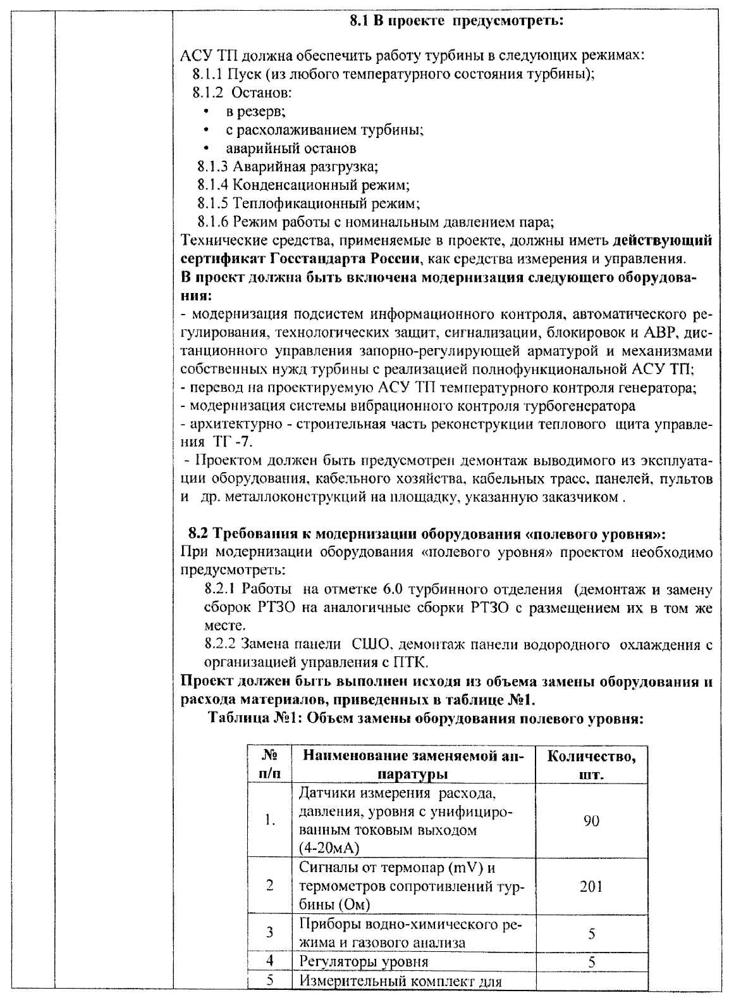 8.1 В проекте предусмотреть:
АСУ ТП должна обеспечить работу турбины в следующих режимах:
8.1.1 Пуск (из любого температурного состояния турбины);
8.1.2 Останов:
• в резерв;
• с расхолаживанием турбины;
• аварийный останов
8.1.3 Аварийная разгрузка;
8.1.4 Конденсационный режим;
8.1.5 Теплофикационный режим;
8.1.6 Режим работы с номинальным давлением пара;
Технические средства, применяемые в проекте, должны иметь действующий
сертификат Госстандарта России, как средства измерения и управления.
В проект должна быть включена модернизация следующего оборудова-
ния:
- модернизация подсистем информационного контроля, автоматического ре-
гулирования, технологических защит, сигнализации, блокировок и АВР, дис-
танционного управления запорно-регулирующей арматурой и механизмами
собственных нужд турбины с реализацией полнофункциональной АСУ ТП;
- перевод на проектируемую АСУ ТП температурного контроля генератора;
- модернизация системы вибрационного контроля турбогенератора
- архитектурно - строительная часть реконструкции теплового щита управле-
ния ТГ -7.
- Проектом должен быть предусмотрен демонтаж выводимого из эксплуата-
ции оборудования, кабельного хозяйства, кабельных трасс, панелей, пультов
и др. металлоконструкций на площадку, указанную заказчиком .
8.2 Требования к модернизации оборудования «полевого уровня»:
При модернизации оборудования «полевого уровня» проектом необходимо
предусмотреть:
8.2.1 Работы на отметке 6.0 турбинного отделения (демонтаж и замену
сборок РТЗО на аналогичные сборки РТЗО с размещением их в том же
месте.
8.2.2 Замена панели СШО, демонтаж панели водородного охлаждения с
организацией управления с ПТК.
Проект должен быть выполнен исходя из объема замены оборудования и
расхода материалов, приведенных в таблице №1.
Таблица №1: Объем замены оборудования полевого уровня:
№ п/п
Наименование заменяемой ап-
паратуры
Количество,
шт.
1.
Датчики измерения расхода,
давления, уровня с унифициро-
ванным токовым выходом
(4-20мА)
90
2
Сигналы от термопар (mV) и
термометров сопротивлений тур-
бины (Ом)
201
3
Приборы водно-химического ре-
жима и газового анализа
5
4
Регуляторы уровня
5
5
Измерительный комплект для